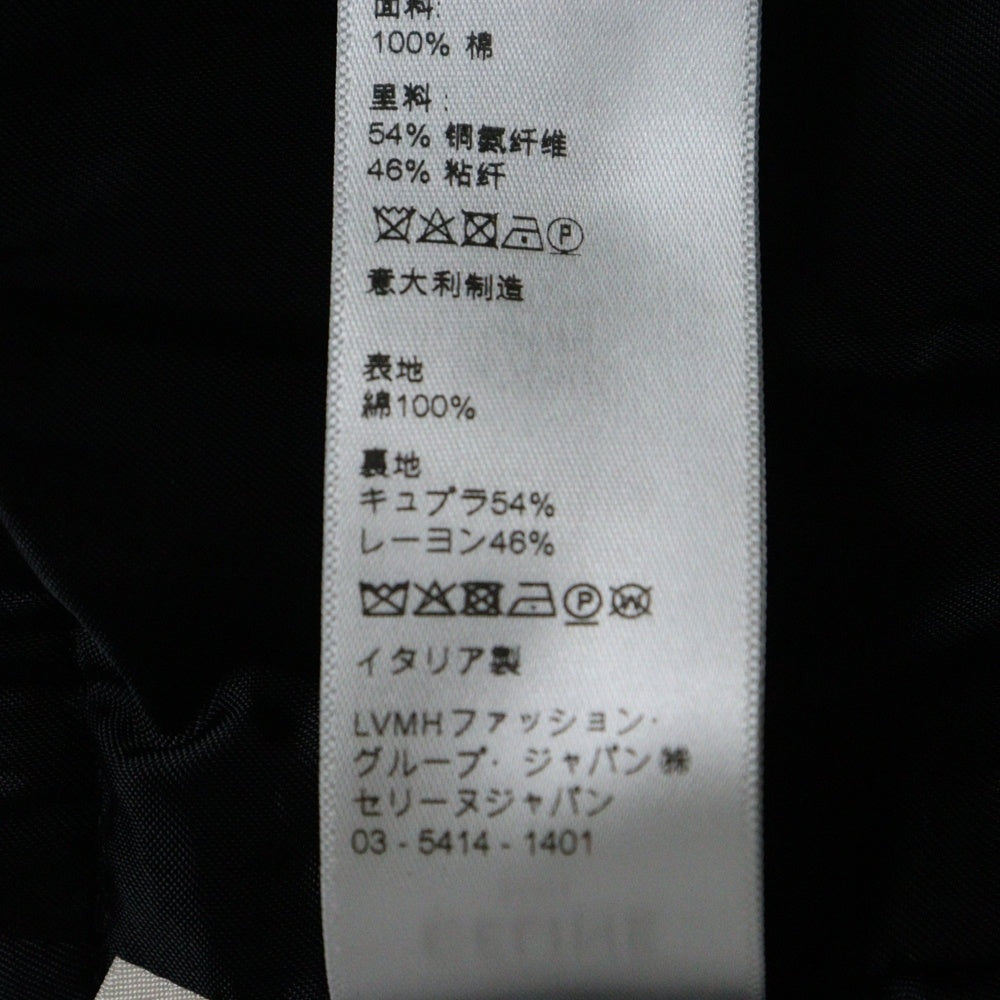 面料:
100% 棉
里料:
54% 铜氨纤维
46% 粘纤
P
意大利制造
表地
綿100%
裏地
キュプラ54%
レーヨン46%
P W
イタリア製
LVMHファッション・
グループ・ジャパン㈱
セリーヌジャパン
03 - 5414 - 1401